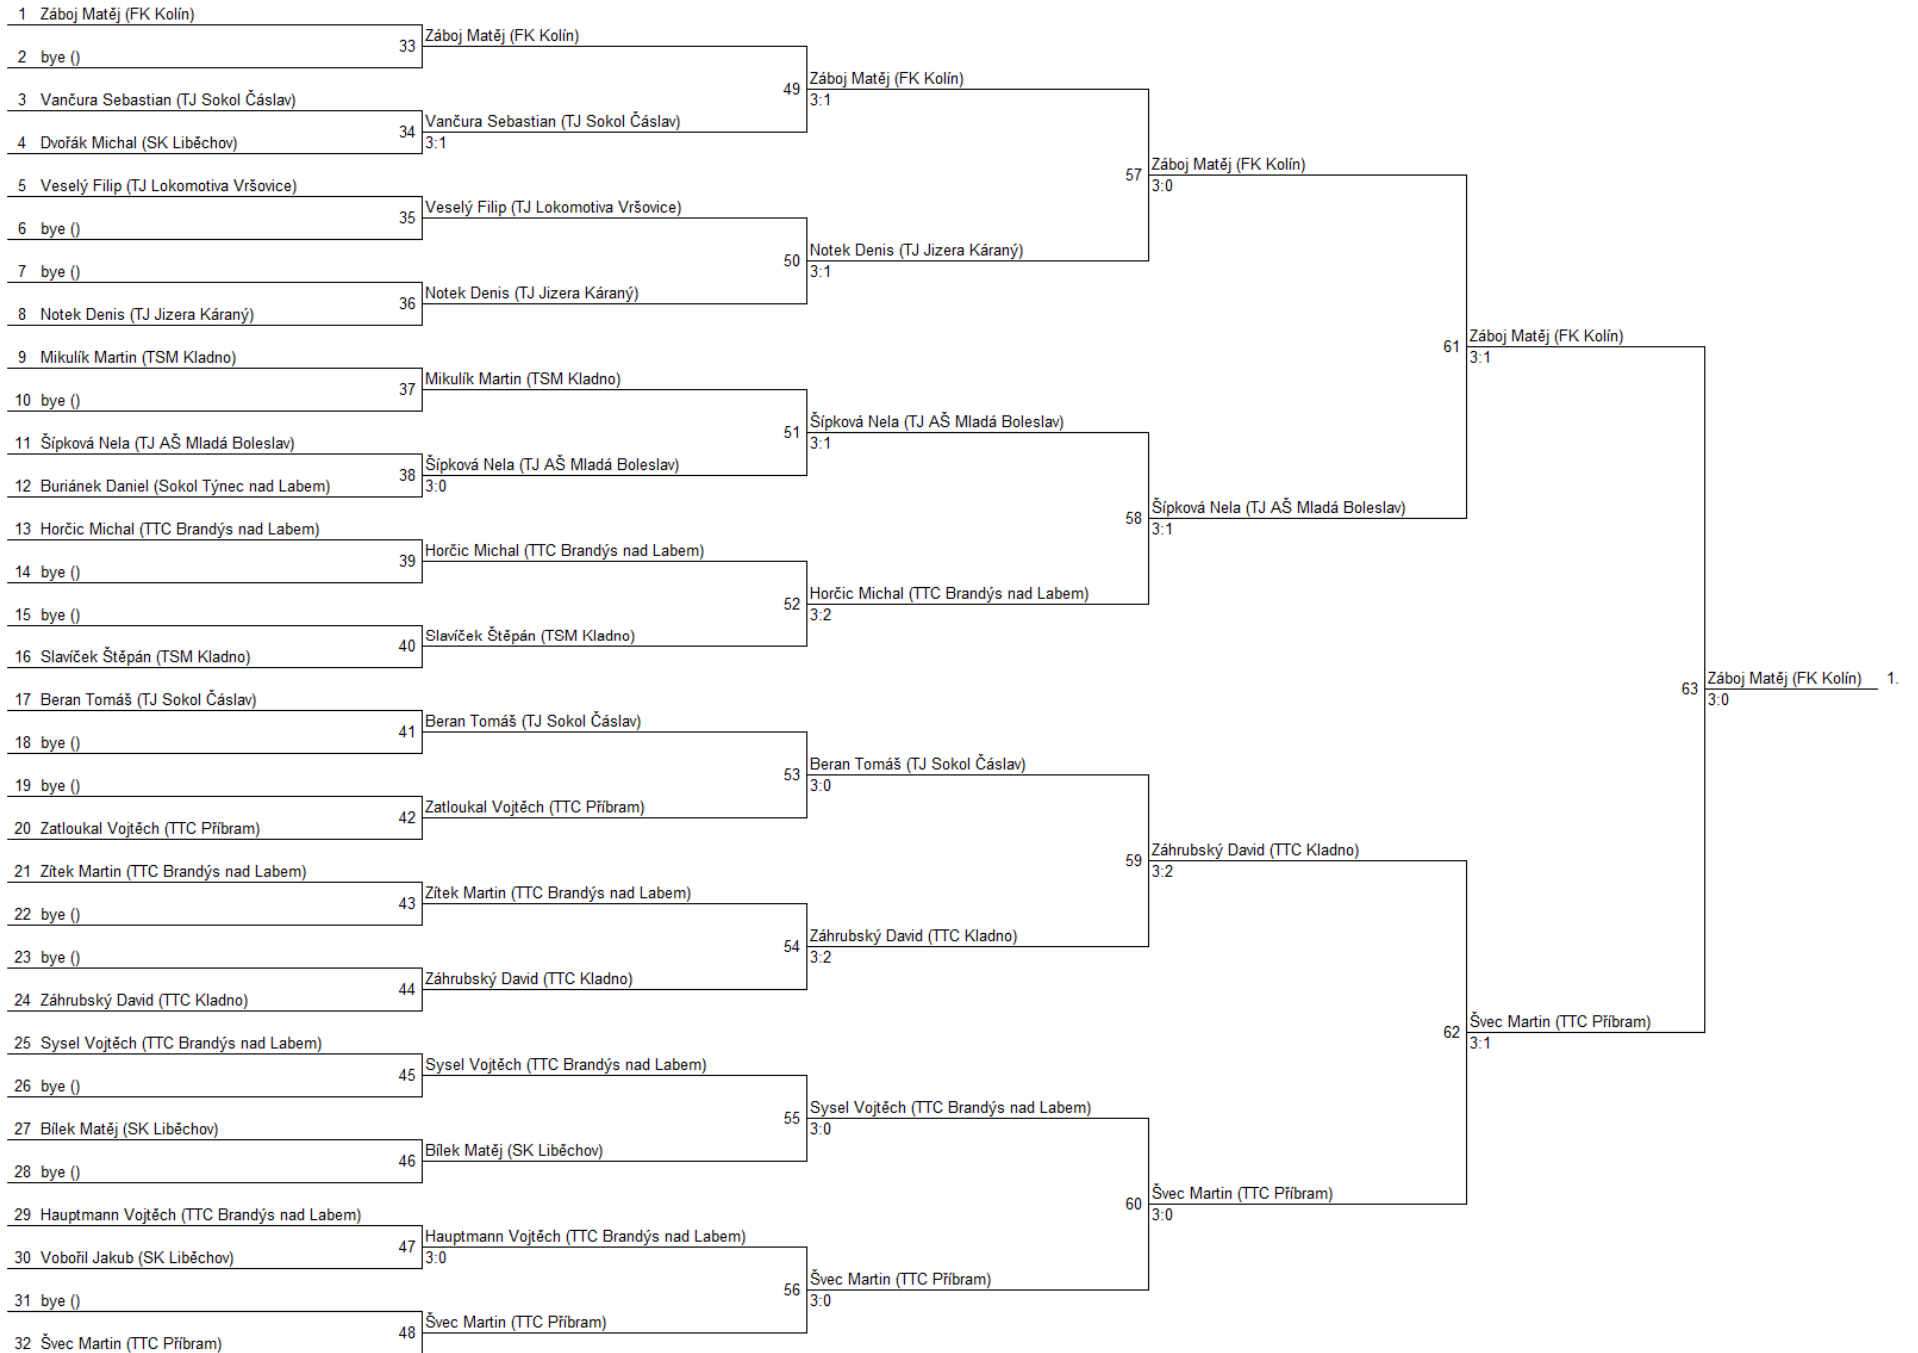 1 Záboj Matěj (FK Kolín)
2 bye ()
3 Vančura Sebastian (TJ Sokol Čáslav)
4 Dvořák Michal (SK Liběchov)
5 Veselý Filip (TJ Lokomotiva Vršovice)
6 bye ()
7 bye ()
8 Notek Denis (TJ Jizera Káraný)
9 Mikulík Martin (TSM Kladno)
10 bye ()
11 Šípková Nela (TJ AŠ Mladá Boleslav)
12 Buriánek Daniel (Sokol Týnec nad Labem)
13 Horčic Michal (TTC Brandýs nad Labem)
14 bye ()
15 bye ()
16 Slavíček Štěpán (TSM Kladno)
17 Beran Tomáš (TJ Sokol Čáslav)
18 bye ()
19 bye ()
20 Zatloukal Vojtěch (TTC Příbram)
21 Zítek Martin (TTC Brandýs nad Labem)
22 bye ()
23 bye ()
24 Záhrubský David (TTC Kladno)
25 Sysel Vojtěch (TTC Brandýs nad Labem)
26 bye ()
27 Bílek Matěj (SK Liběchov)
28 bye ()
29 Hauptmann Vojtěch (TTC Brandýs nad Labem)
30 Vobořil Jakub (SK Liběchov)
31 bye ()
32 Švec Martin (TTC Příbram)
33 Záboj Matěj (FK Kolín)
34 Vančura Sebastian (TJ Sokol Čáslav)
3:1
35 Veselý Filip (TJ Lokomotiva Vršovice)
36 Notek Denis (TJ Jizera Káraný)
37 Mikulík Martin (TSM Kladno)
38 Šípková Nela (TJ AŠ Mladá Boleslav)
3:0
39 Horčic Michal (TTC Brandýs nad Labem)
40 Slavíček Štěpán (TSM Kladno)
41 Beran Tomáš (TJ Sokol Čáslav)
42 Zatloukal Vojtěch (TTC Příbram)
43 Zítek Martin (TTC Brandýs nad Labem)
44 Záhrubský David (TTC Kladno)
45 Sysel Vojtěch (TTC Brandýs nad Labem)
46 Bílek Matěj (SK Liběchov)
47 Hauptmann Vojtěch (TTC Brandýs nad Labem)
3:0
48 Švec Martin (TTC Příbram)
49 Záboj Matěj (FK Kolín)
3:1
50 Notek Denis (TJ Jizera Káraný)
3:1
51 Šípková Nela (TJ AŠ Mladá Boleslav)
3:1
52 Horčic Michal (TTC Brandýs nad Labem)
3:2
53 Beran Tomáš (TJ Sokol Čáslav)
3:0
54 Záhrubský David (TTC Kladno)
3:2
55 Sysel Vojtěch (TTC Brandýs nad Labem)
3:0
56 Švec Martin (TTC Příbram)
3:0
57 Záboj Matěj (FK Kolín)
3:0
58 Šípková Nela (TJ AŠ Mladá Boleslav)
3:1
59 Záhrubský David (TTC Kladno)
3:2
60 Švec Martin (TTC Příbram)
3:0
61 Záboj Matěj (FK Kolín)
3:1
62 Švec Martin (TTC Příbram)
3:1
63 Záboj Matěj (FK Kolín) 1.
3:0